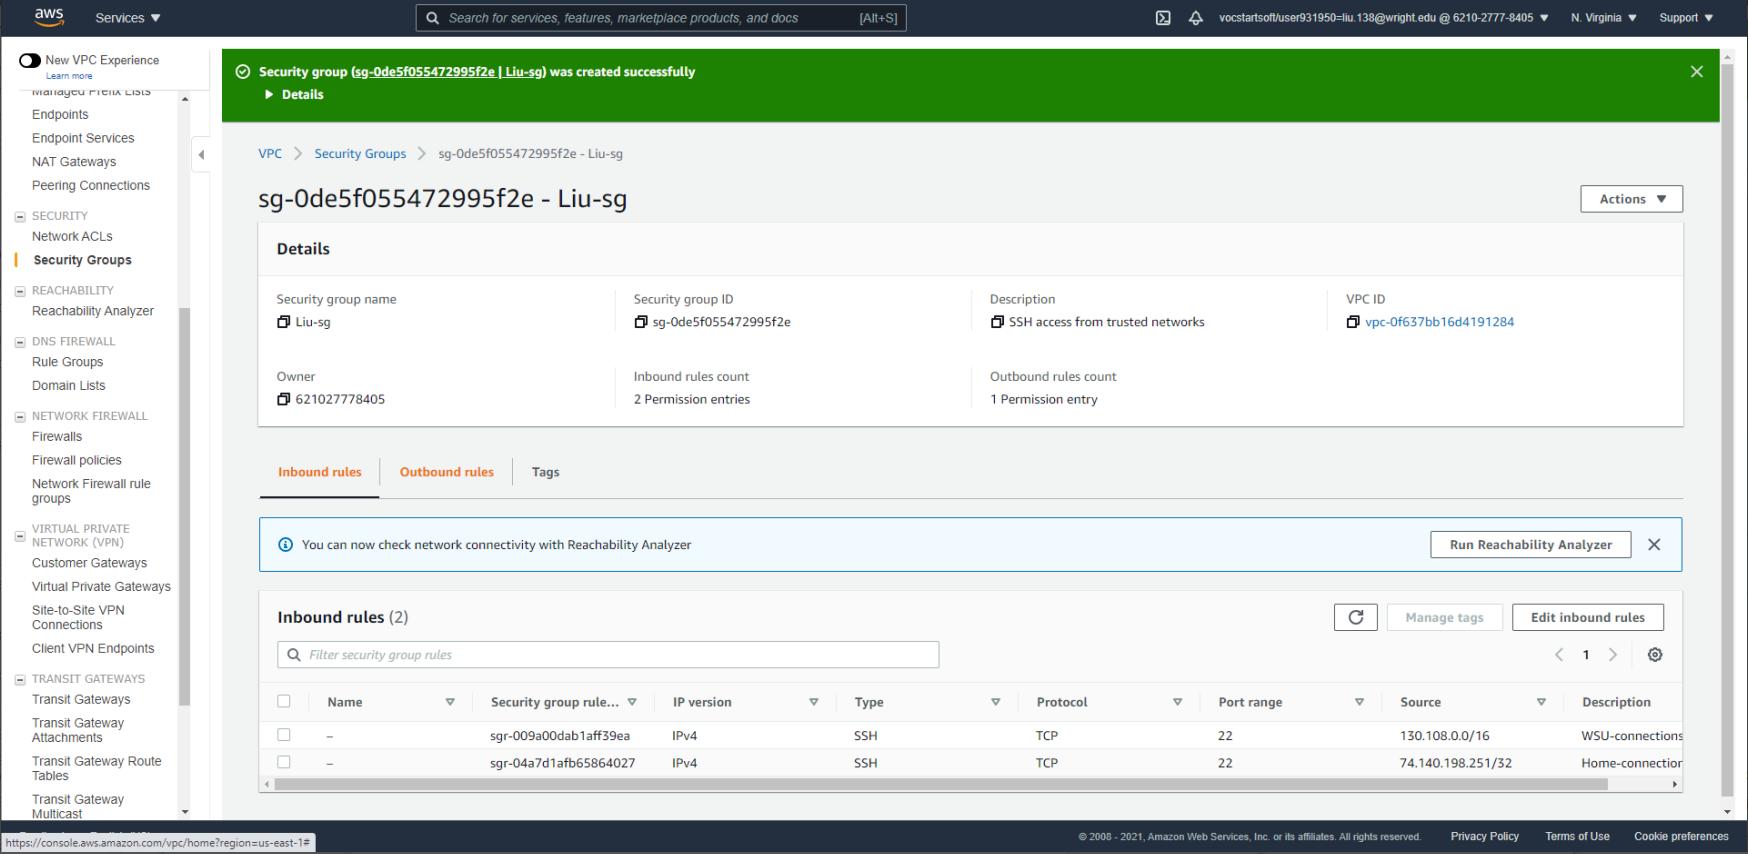 aws
Services
Search for services, features, marketplace products, and docs [Alt+S]
vocstartsoft/user931950=liu.138@wright.edu @ 6210-2777-8405
N. Virginia
Support
New VPC Experience
Learn more
Managed Prefix Lists
Endpoints
Endpoint Services
NAT Gateways
Peering Connections
SECURITY
Network ACLs
Security Groups
REACHABILITY
Reachability Analyzer
DNS FIREWALL
Rule Groups
Domain Lists
NETWORK FIREWALL
Firewalls
Firewall policies
Network Firewall rule
groups
VIRTUAL PRIVATE
NETWORK (VPN)
Customer Gateways
Virtual Private Gateways
Site-to-Site VPN
Connections
Client VPN Endpoints
TRANSIT GATEWAYS
Transit Gateways
Transit Gateway
Attachments
Transit Gateway Route
Tables
Transit Gateway
Multicast
Security group (sg-0de5f055472995f2e | Liu-sg) was created successfully
Details
VPC > Security Groups > sg-0de5f055472995f2e - Liu-sg
sg-0de5f055472995f2e - Liu-sg
Actions
Details
Security group name
Liu-sg
Security group ID
sg-0de5f055472995f2e
Description
SSH access from trusted networks
VPC ID
vpc-0f637bb16d4191284
Owner
621027778405
Inbound rules count
2 Permission entries
Outbound rules count
1 Permission entry
Inbound rules Outbound rules Tags
You can now check network connectivity with Reachability Analyzer
Run Reachability Analyzer
Inbound rules (2)
Manage tags
Edit inbound rules
Filter security group rules
1
Name Security group rule... IP version Type Protocol Port range Source Description
– sgr-009a00dab1aff39ea IPv4 SSH TCP 22 130.108.0.0/16 WSU-connections
– sgr-04a7d1afb65864027 IPv4 SSH TCP 22 74.140.198.251/32 Home-connection
https://console.aws.amazon.com/vpc/home?region=us-east-1#
© 2008 - 2021, Amazon Web Services, Inc. or its affiliates. All rights reserved.
Privacy Policy
Terms of Use
Cookie preferences